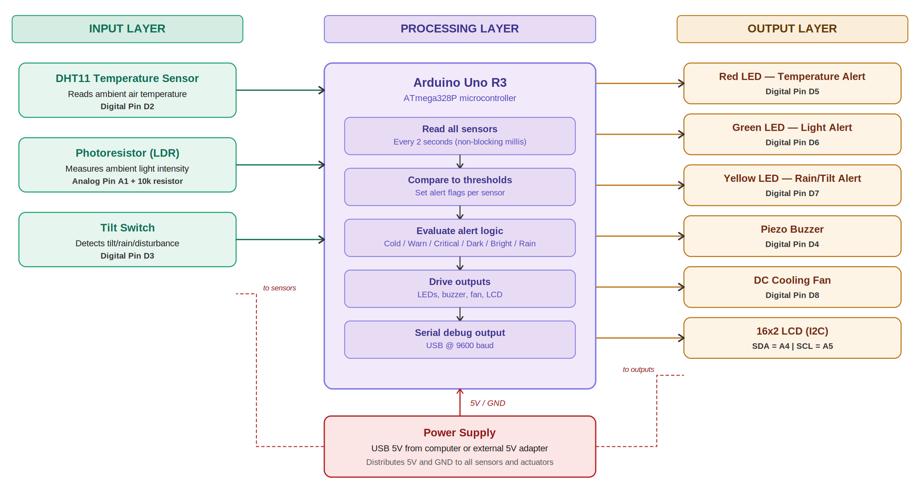 INPUT LAYER
DHT11 Temperature Sensor
Reads ambient air temperature
Digital Pin D2
Photoresistor (LDR)
Measures ambient light intensity
Analog Pin A1 + 10k resistor
Tilt Switch
Detects tilt/rain/disturbance
Digital Pin D3
to sensors
PROCESSING LAYER
Arduino Uno R3
ATmega328P microcontroller
Read all sensors
Every 2 seconds (non-blocking millis)
Compare to thresholds
Set alert flags per sensor
Evaluate alert logic
Cold / Warn / Critical / Dark / Bright / Rain
Drive outputs
LEDs, buzzer, fan, LCD
Serial debug output
USB @ 9600 baud
5V / GND
Power Supply
USB 5V from computer or external 5V adapter
Distributes 5V and GND to all sensors and actuators
OUTPUT LAYER
Red LED — Temperature Alert
Digital Pin D5
Green LED — Light Alert
Digital Pin D6
Yellow LED — Rain/Tilt Alert
Digital Pin D7
Piezo Buzzer
Digital Pin D4
DC Cooling Fan
Digital Pin D8
16x2 LCD (I2C)
SDA = A4 | SCL = A5
to outputs